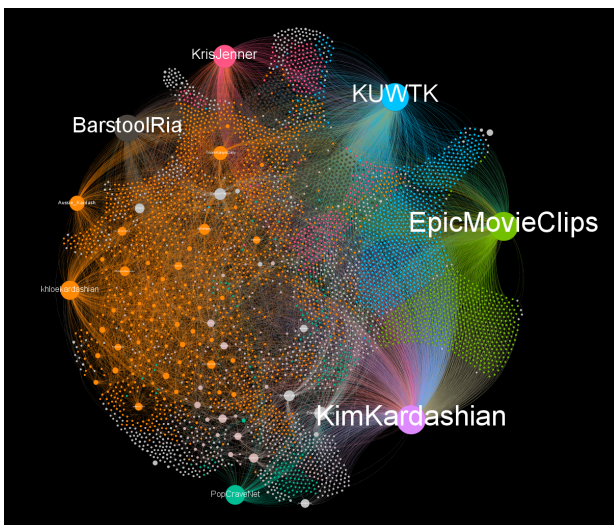 KrisJenner
KUWTK
BarstoolRia
EpicMovieClips
khloekardashian
KimKardashian
PopCraveNet